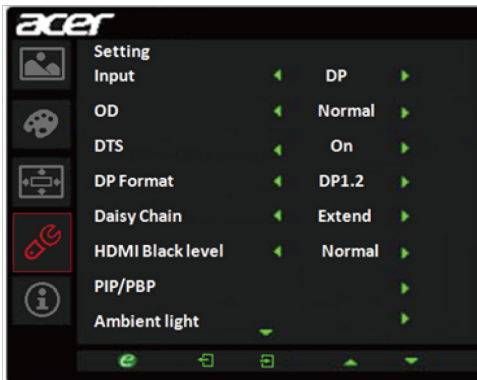 acer
Setting
Input DP
OD Normal
DTS On
DP Format DP1.2
Daisy Chain Extend
HDMI Black level Normal
PIP/PBP
Ambient light
e